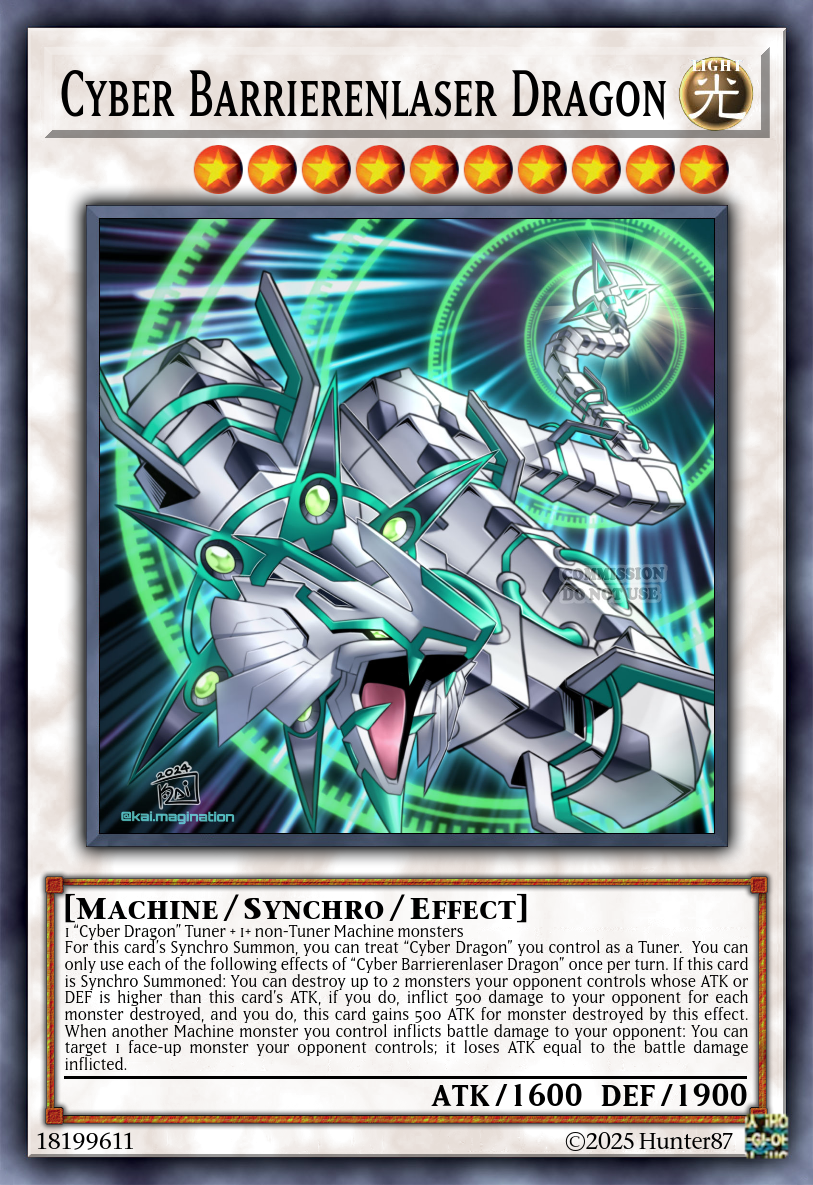 Cyber Barrierenlaser Dragon
LIGHT
光
COMMISSION
DO NOT USE
2024
KAI
@kai.magination
[Machine / Synchro / Effect]
1 “Cyber Dragon” Tuner + 1+ non-Tuner Machine monsters
For this card's Synchro Summon, you can treat “Cyber Dragon” you control as a Tuner. You can
only use each of the following effects of “Cyber Barrierenlaser Dragon” once per turn. If this card
is Synchro Summoned: You can destroy up to 2 monsters your opponent controls whose ATK or
DEF is higher than this card's ATK, if you do, inflict 500 damage to your opponent for each
monster destroyed, and you do, this card gains 500 ATK for monster destroyed by this effect.
When another Machine monster you control inflicts battle damage to your opponent: You can
target 1 face-up monster your opponent controls; it loses ATK equal to the battle damage
inflicted.
ATK / 1600 DEF / 1900
18199611
©2025 Hunter87